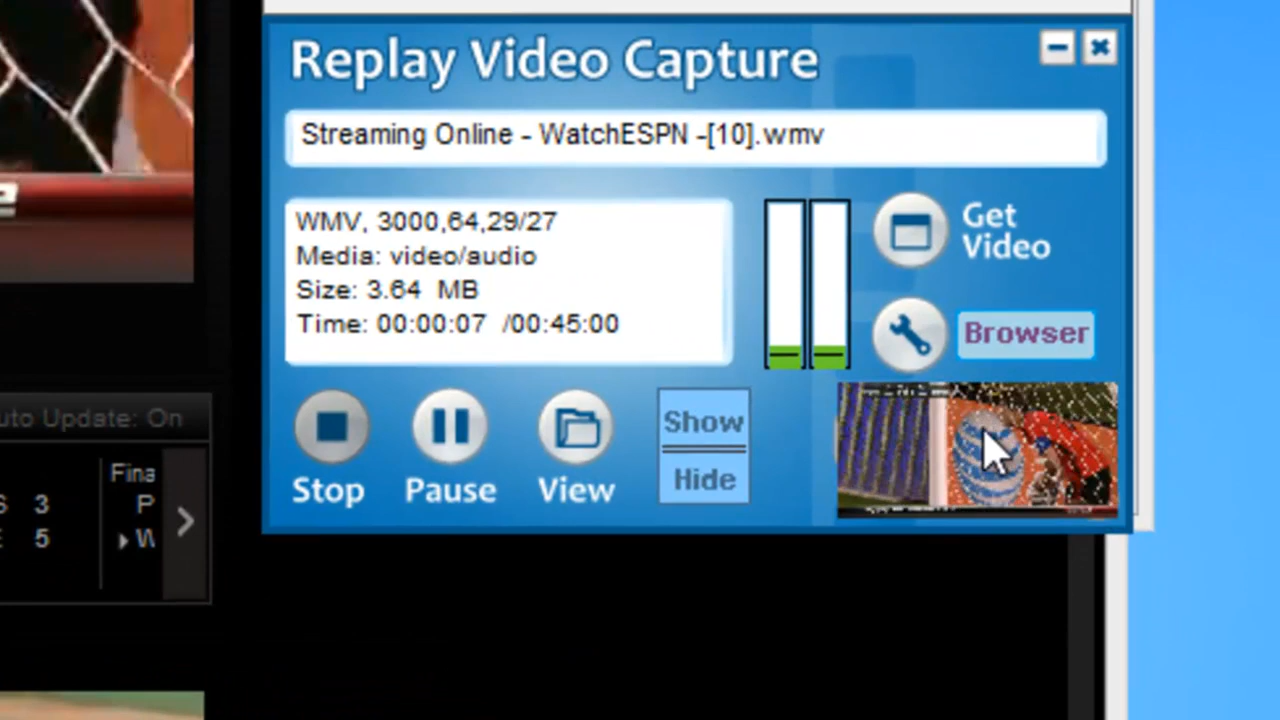 Replay Video Capture
Streaming Online - WatchESPN -[10].wmv
WMV, 3000,64,29/27
Media: video/audio
Size: 3.64 MB
Time: 00:00:07 /00:45:00
Get
Video
Browser
Show
Hide
Stop
Pause
View
uto Update: On
Fina
3
P
5
W